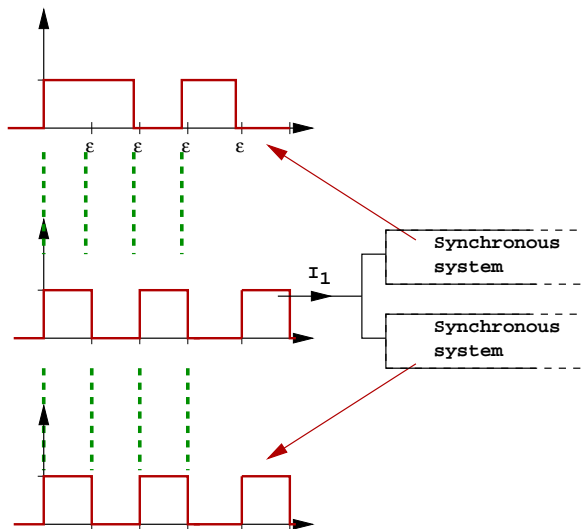 ε ε ε ε
Synchronous
system
I1
Synchronous
system